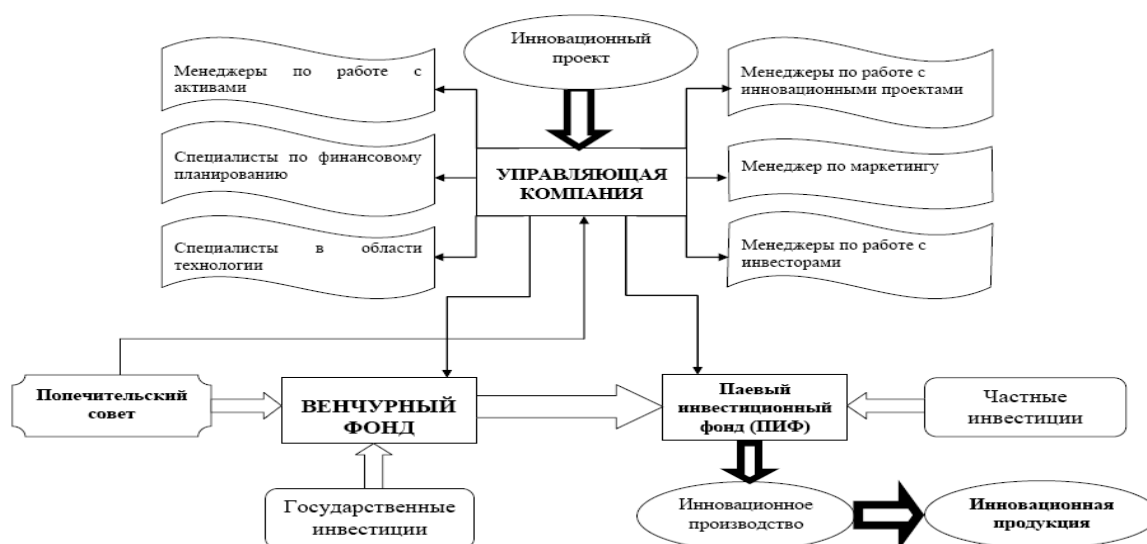 Инновационный
проект
Менеджеры по работе с
активами
Менеджеры по работе с
инновационными проектами
Специалисты по финансовому
планированию
УПРАВЛЯЮЩАЯ
КОМПАНИЯ
Менеджер по маркетингу
Специалисты в области
технологии
Менеджеры по работе с
инвесторами
Попечительский
совет
ВЕНЧУРНЫЙ
ФОНД
Паевый
инвестиционный
фонд (ПИФ)
Частные
инвестиции
Государственные
инвестиции
Инновационное
производство
Инновационная
продукция